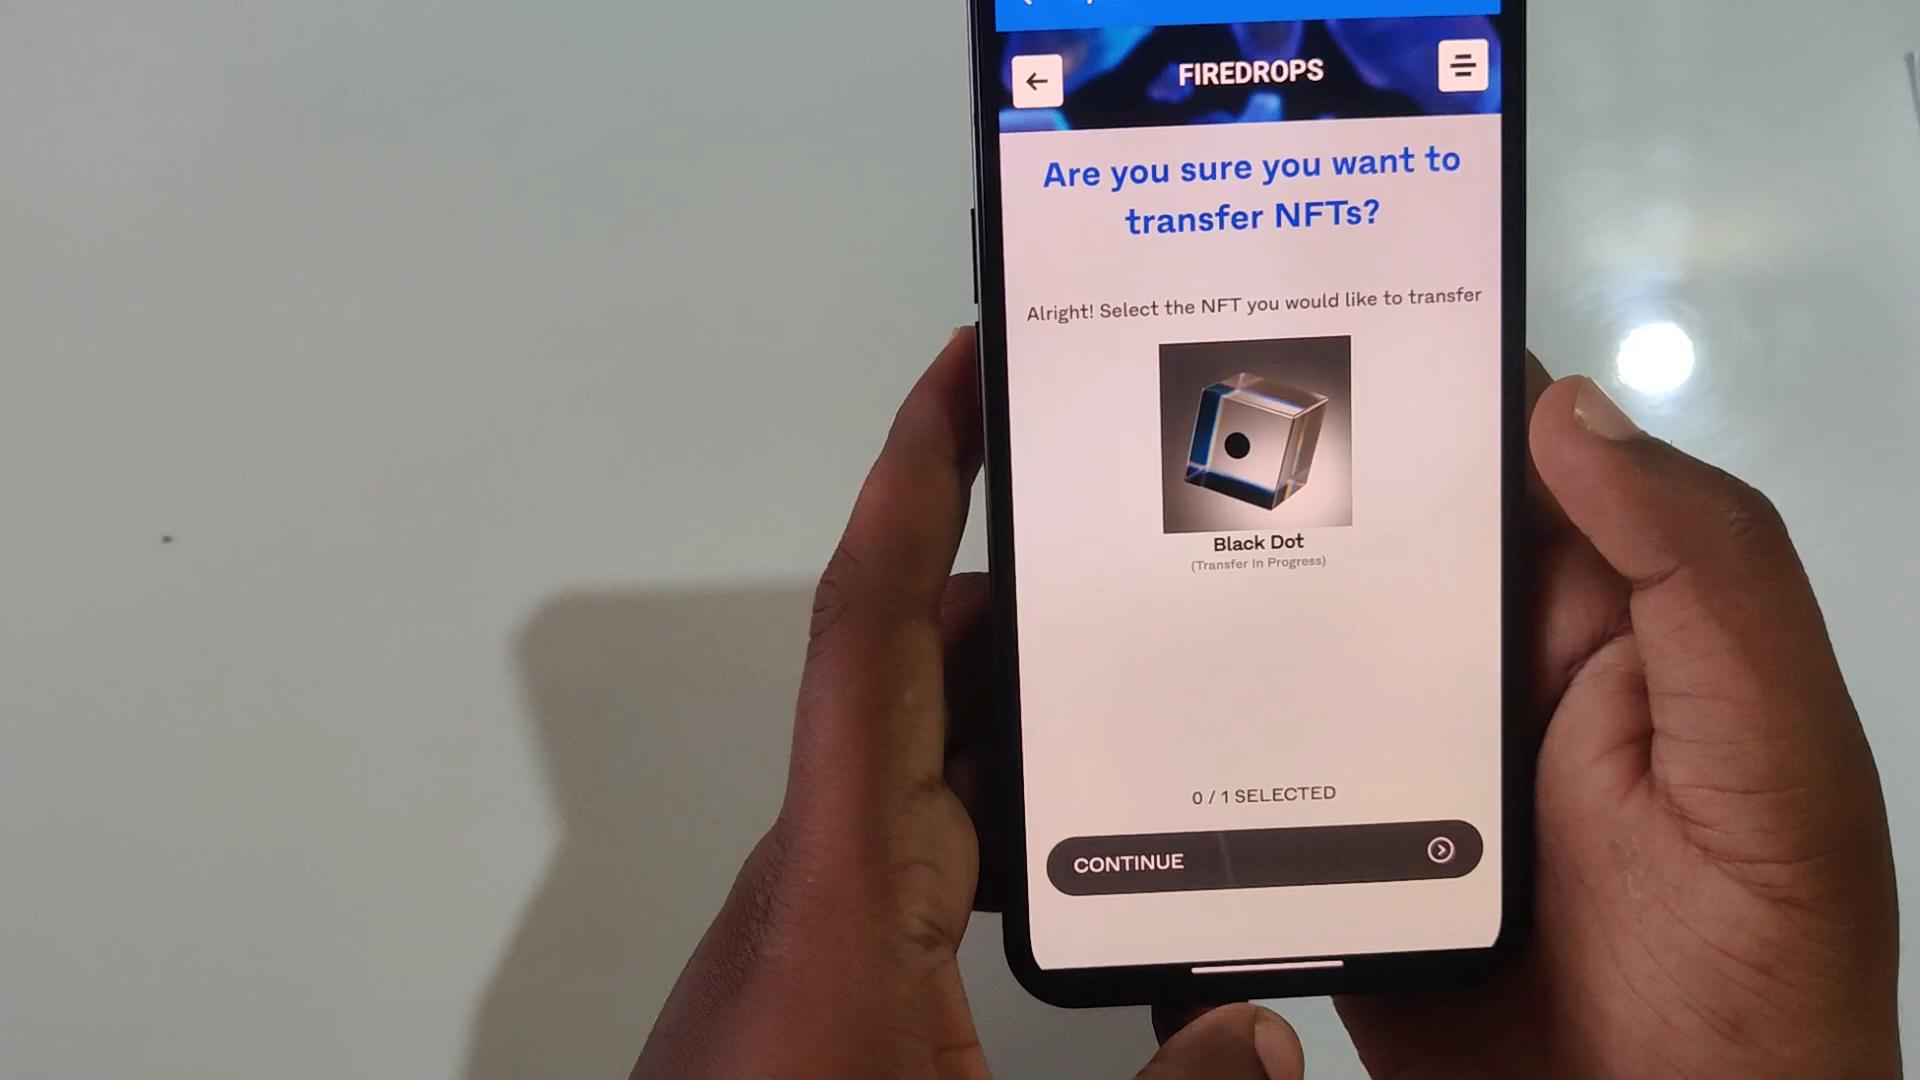 FIREDROPS
Are you sure you want to
transfer NFTs?
Alright! Select the NFT you would like to transfer
Black Dot
(Transfer In Progress)
0 / 1 SELECTED
CONTINUE